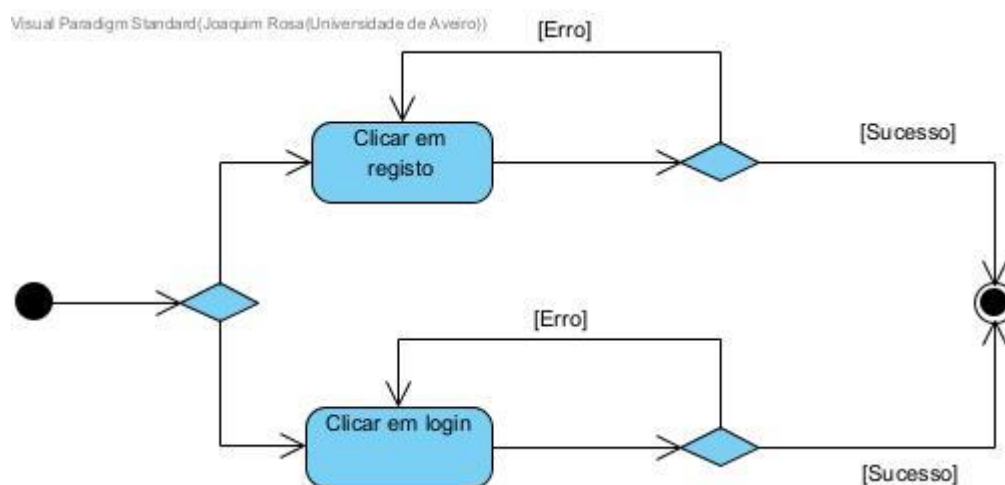 Visual Paradigm Standard(Joaquim Rosa(Universidade de Aveiro))
[Erro]
Clicar em
registo
[Sucesso]
[Erro]
Clicar em login
[Sucesso]